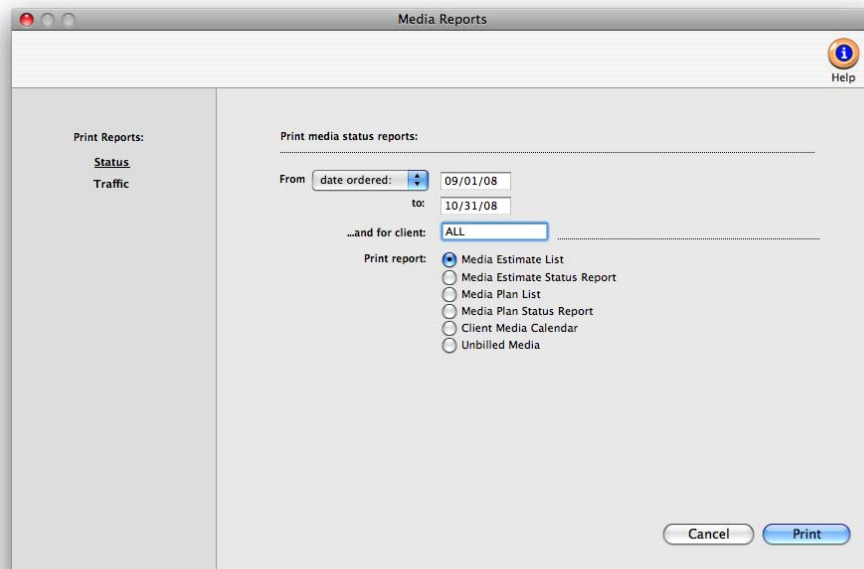 Media Reports
Help
Print Reports:
Status
Traffic
Print media status reports:
From date ordered: 09/01/08
to: 10/31/08
...and for client: ALL
Print report: Media Estimate List
Media Estimate Status Report
Media Plan List
Media Plan Status Report
Client Media Calendar
Unbilled Media
Cancel Print